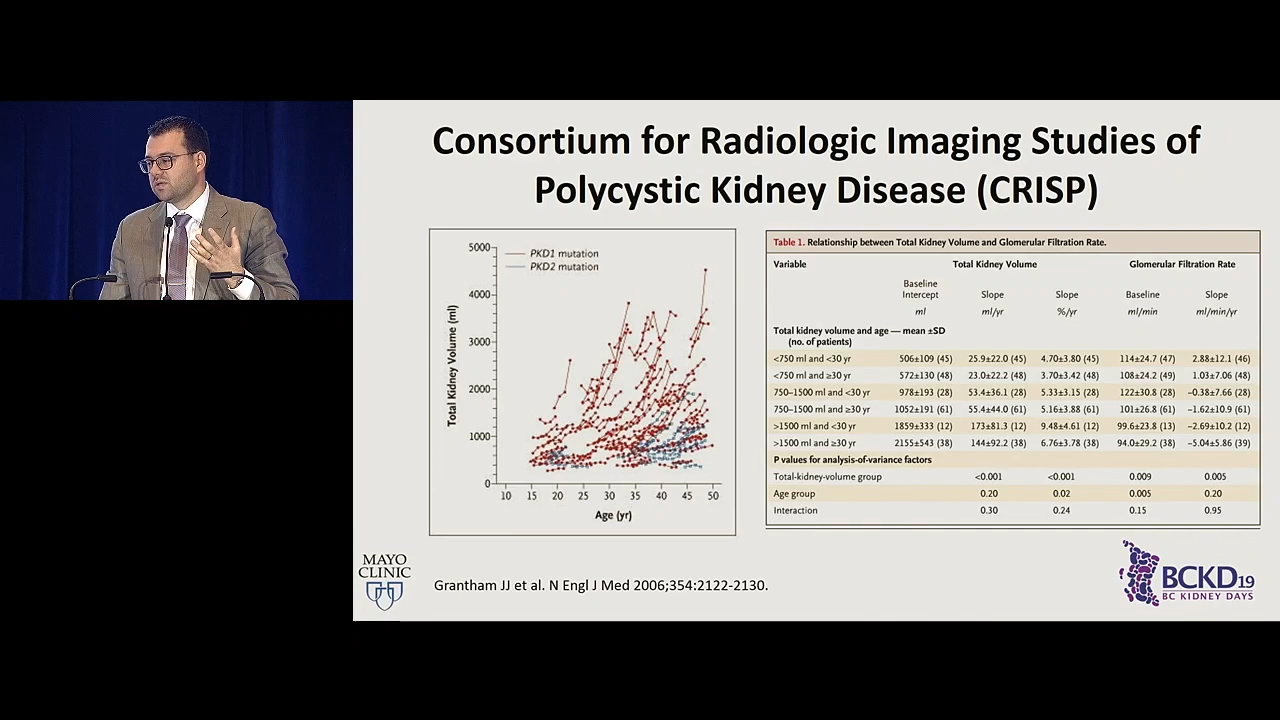 Consortium for Radiologic Imaging Studies of
Polycystic Kidney Disease (CRISP)
5000
4000
3000
2000
1000
0
Total Kidney Volume (ml)
PKD1 mutation
PKD2 mutation
10 15 20 25 30 35 40 45 50
Age (yr)
Table 1. Relationship between Total Kidney Volume and Glomerular Filtration Rate.
Variable Total Kidney Volume Glomerular Filtration Rate
Baseline
Intercept Slope Slope Baseline Slope
ml ml/yr %/yr ml/min ml/min/yr
Total kidney volume and age — mean ±SD
(no. of patients)
<750 ml and <30 yr 506±109 (45) 25.9±22.0 (45) 4.70±3.80 (45) 114±24.7 (47) 2.88±12.1 (46)
<750 ml and ≥30 yr 572±130 (48) 23.0±22.2 (48) 3.70±3.42 (48) 108±24.2 (49) 1.03±7.06 (48)
750–1500 ml and <30 yr 978±193 (28) 53.4±36.1 (28) 5.33±3.15 (28) 122±30.8 (28) −0.38±7.66 (28)
750–1500 ml and ≥30 yr 1052±191 (61) 55.4±44.0 (61) 5.16±3.88 (61) 101±26.8 (61) −1.62±10.9 (61)
>1500 ml and <30 yr 1859±333 (12) 173±81.3 (12) 9.48±4.61 (12) 99.6±23.8 (13) −2.69±10.2 (12)
>1500 ml and ≥30 yr 2155±543 (38) 144±92.2 (38) 6.76±3.78 (38) 94.0±29.2 (38) −5.04±5.86 (39)
P values for analysis-of-variance factors
Total-kidney-volume group <0.001 <0.001 0.009 0.005
Age group 0.20 0.02 0.005 0.20
Interaction 0.30 0.24 0.15 0.95
MAYO
CLINIC
Grantham JJ et al. N Engl J Med 2006;354:2122-2130.
BCKD19
BC KIDNEY DAYS